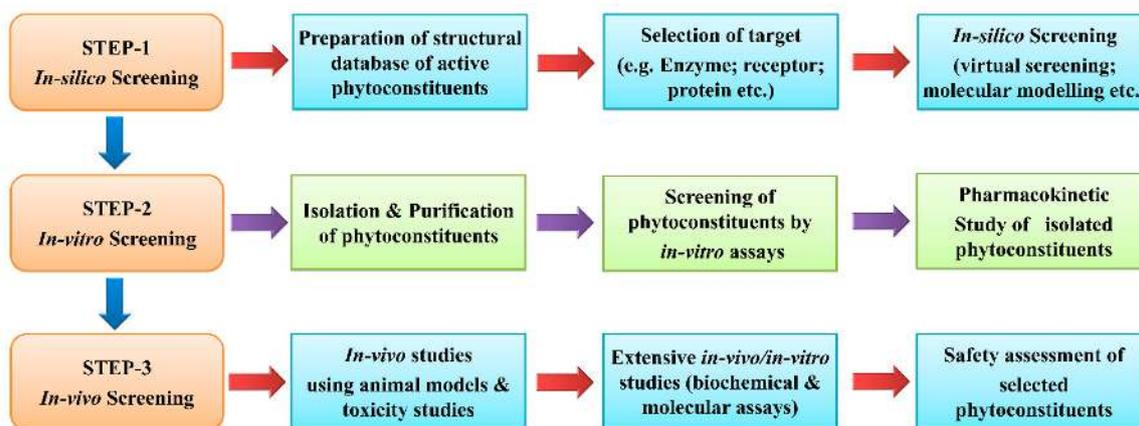 STEP-1
In-silico Screening
Preparation of structural
database of active
phytoconstituents
Selection of target
(e.g. Enzyme; receptor;
protein etc.)
In-silico Screening
(virtual screening;
molecular modelling etc.
STEP-2
In-vitro Screening
Isolation & Purification
of phytoconstituents
Screening of
phytoconstituents by
in-vitro assays
Pharmacokinetic
Study of isolated
phytoconstituents
STEP-3
In-vivo Screening
In-vivo studies
using animal models &
toxicity studies
Extensive in-vivo/in-vitro
studies (biochemical &
molecular assays)
Safety assessment of
selected
phytoconstituents